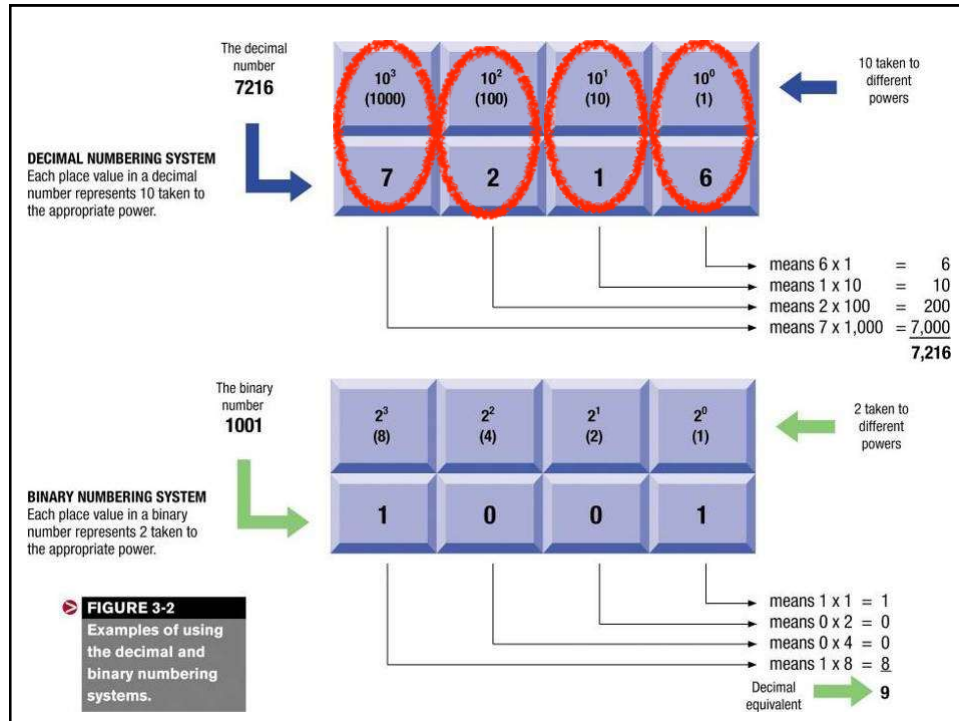 The decimal
number
7216
10³ 10² 10¹ 10⁰
(1000) (100) (10) (1)
10 taken to
different
powers
DECIMAL NUMBERING SYSTEM
Each place value in a decimal
number represents 10 taken to
the appropriate power.
7 2 1 6
means 6 x 1 = 6
means 1 x 10 = 10
means 2 x 100 = 200
means 7 x 1,000 = 7,000
7,216
The binary
number
1001
2³ 2² 2¹ 2⁰
(8) (4) (2) (1)
2 taken to
different
powers
BINARY NUMBERING SYSTEM
Each place value in a binary
number represents 2 taken to
the appropriate power.
1 0 0 1
means 1 x 1 = 1
means 0 x 2 = 0
means 0 x 4 = 0
means 1 x 8 = 8
Decimal
equivalent
9
FIGURE 3-2
Examples of using
the decimal and
binary numbering
systems.